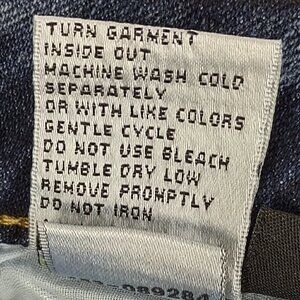 TURN GARMENT
INSIDE OUT
MACHINE WASH COLD
SEPARATELY
OR WITH LIKE COLORS
GENTLE CYCLE
DO NOT USE BLEACH
TUMBLE DRY LOW
REMOVE PROMPTLY
DO NOT IRON